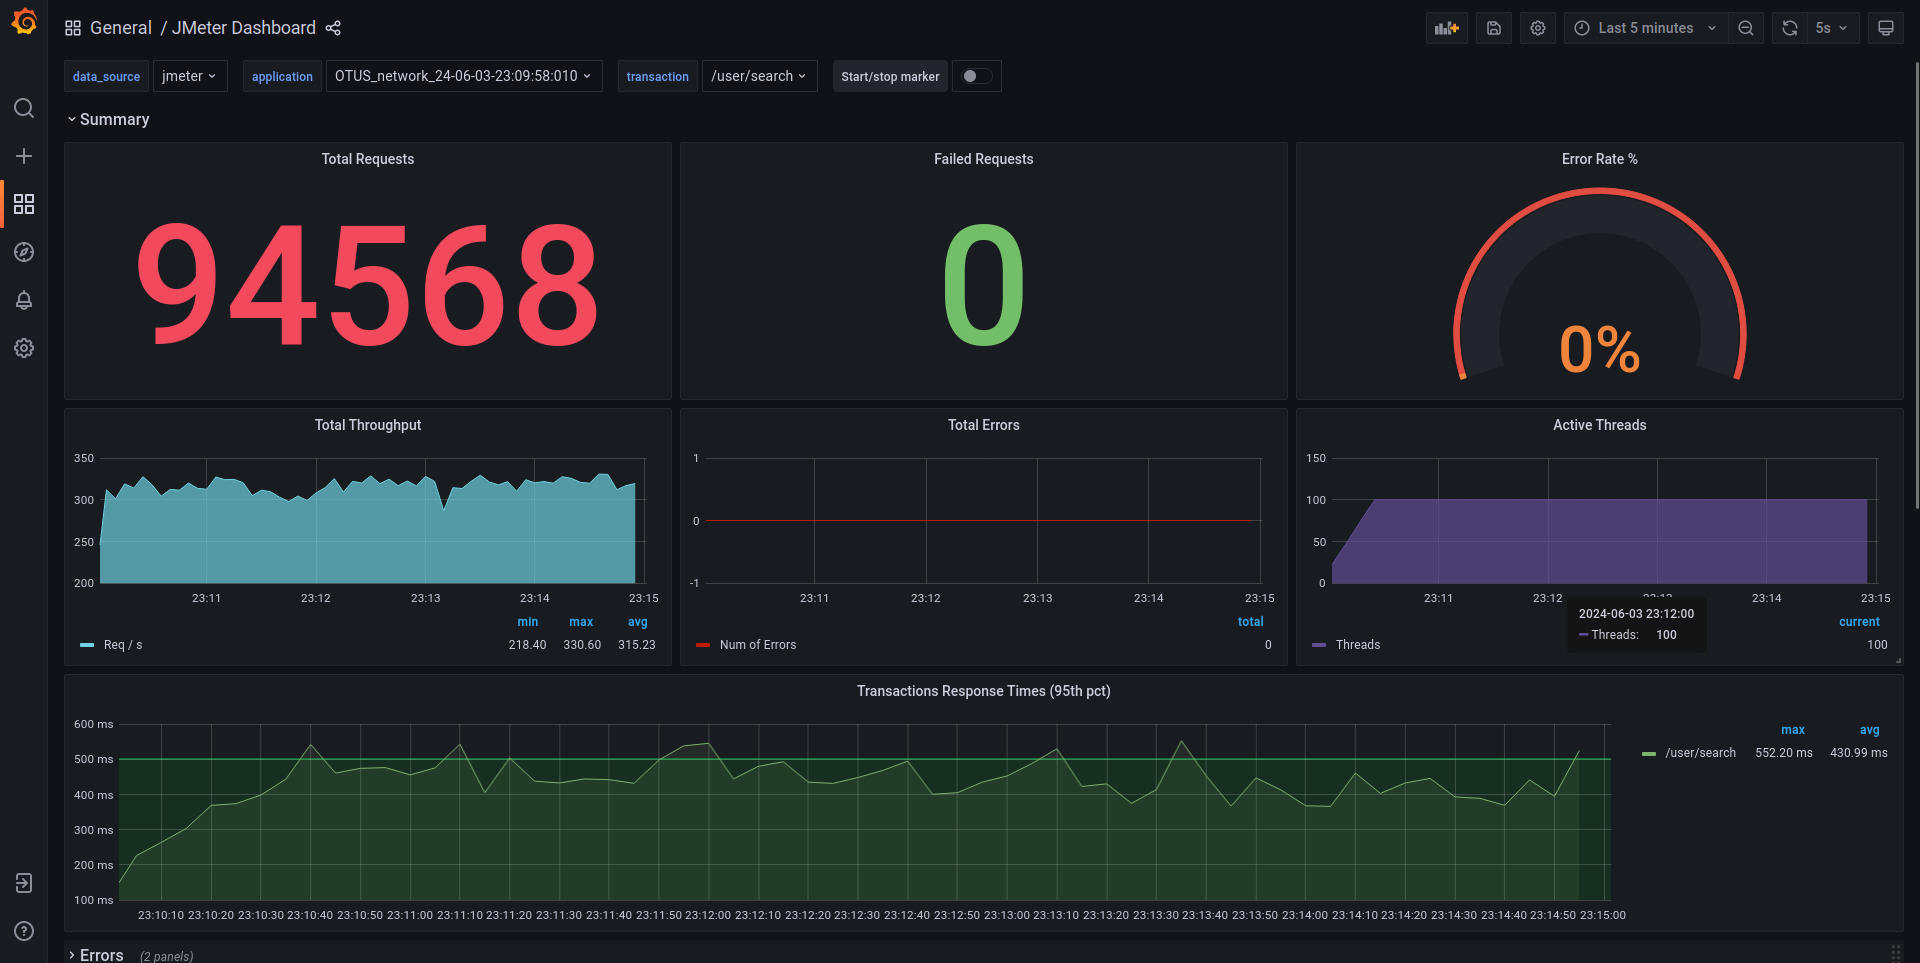 General / JMeter Dashboard
Last 5 minutes
5s
data_source jmeter application OTUS_network_24-06-03-23:09:58:010 transaction /user/search Start/stop marker
Summary
Total Requests
94568
Failed Requests
0
Error Rate %
0%
Total Throughput
350
300
250
200
23:11 23:12 23:13 23:14 23:15
min max avg
Req / s 218.40 330.60 315.23
Total Errors
1
0
-1
23:11 23:12 23:13 23:14 23:15
total
Num of Errors 0
Active Threads
150
100
50
0
23:11 23:12 23:13 23:14 23:15
2024-06-03 23:12:00
Threads: 100
current
Threads 100
Transactions Response Times (95th pct)
600 ms
500 ms
400 ms
300 ms
200 ms
100 ms
23:10:10 23:10:20 23:10:30 23:10:40 23:10:50 23:11:00 23:11:10 23:11:20 23:11:30 23:11:40 23:11:50 23:12:00 23:12:10 23:12:20 23:12:30 23:12:40 23:12:50 23:13:00 23:13:10 23:13:20 23:13:30 23:13:40 23:13:50 23:14:00 23:14:10 23:14:20 23:14:30 23:14:40 23:14:50 23:15:00
max avg
/user/search 552.20 ms 430.99 ms
Errors (2 panels)